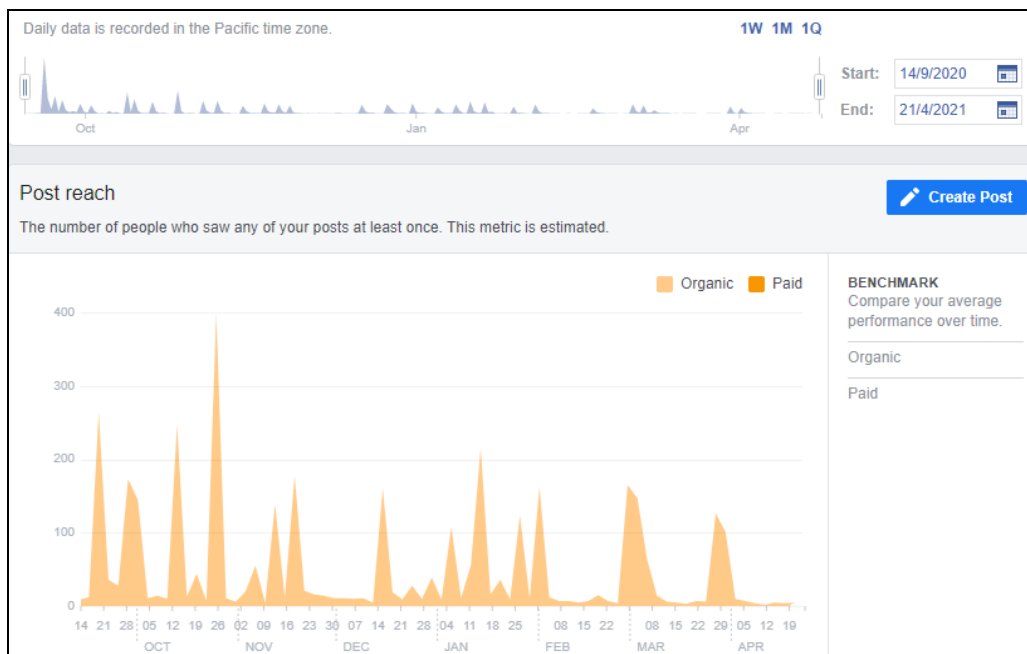 Daily data is recorded in the Pacific time zone.
1W 1M 1Q
Start: 14/9/2020
End: 21/4/2021
Oct Jan Apr
Post reach
Create Post
The number of people who saw any of your posts at least once. This metric is estimated.
Organic Paid
BENCHMARK
Compare your average
performance over time.
Organic
Paid
400
300
200
100
0
14 21 28 05 12 19 26 02 09 16 23 30 07 14 21 28 04 11 18 25 08 15 22 08 15 22 29 05 12 19
OCT NOV DEC JAN FEB MAR APR